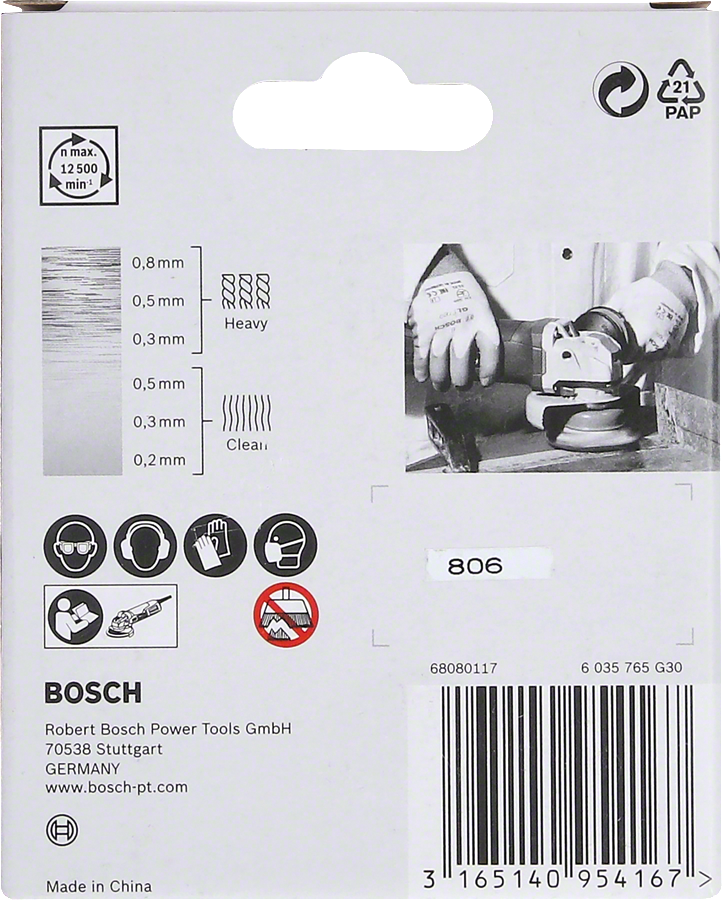 21
PAP
n max.
12 500
min⁻¹
0,8 mm
0,5 mm
0,3 mm
Heavy
0,5 mm
0,3 mm
0,2 mm
Clean
BOSCH
806
68080117 6 035 765 G30
BOSCH
Robert Bosch Power Tools GmbH
70538 Stuttgart
GERMANY
www.bosch-pt.com
Made in China
3 165140 954167 >